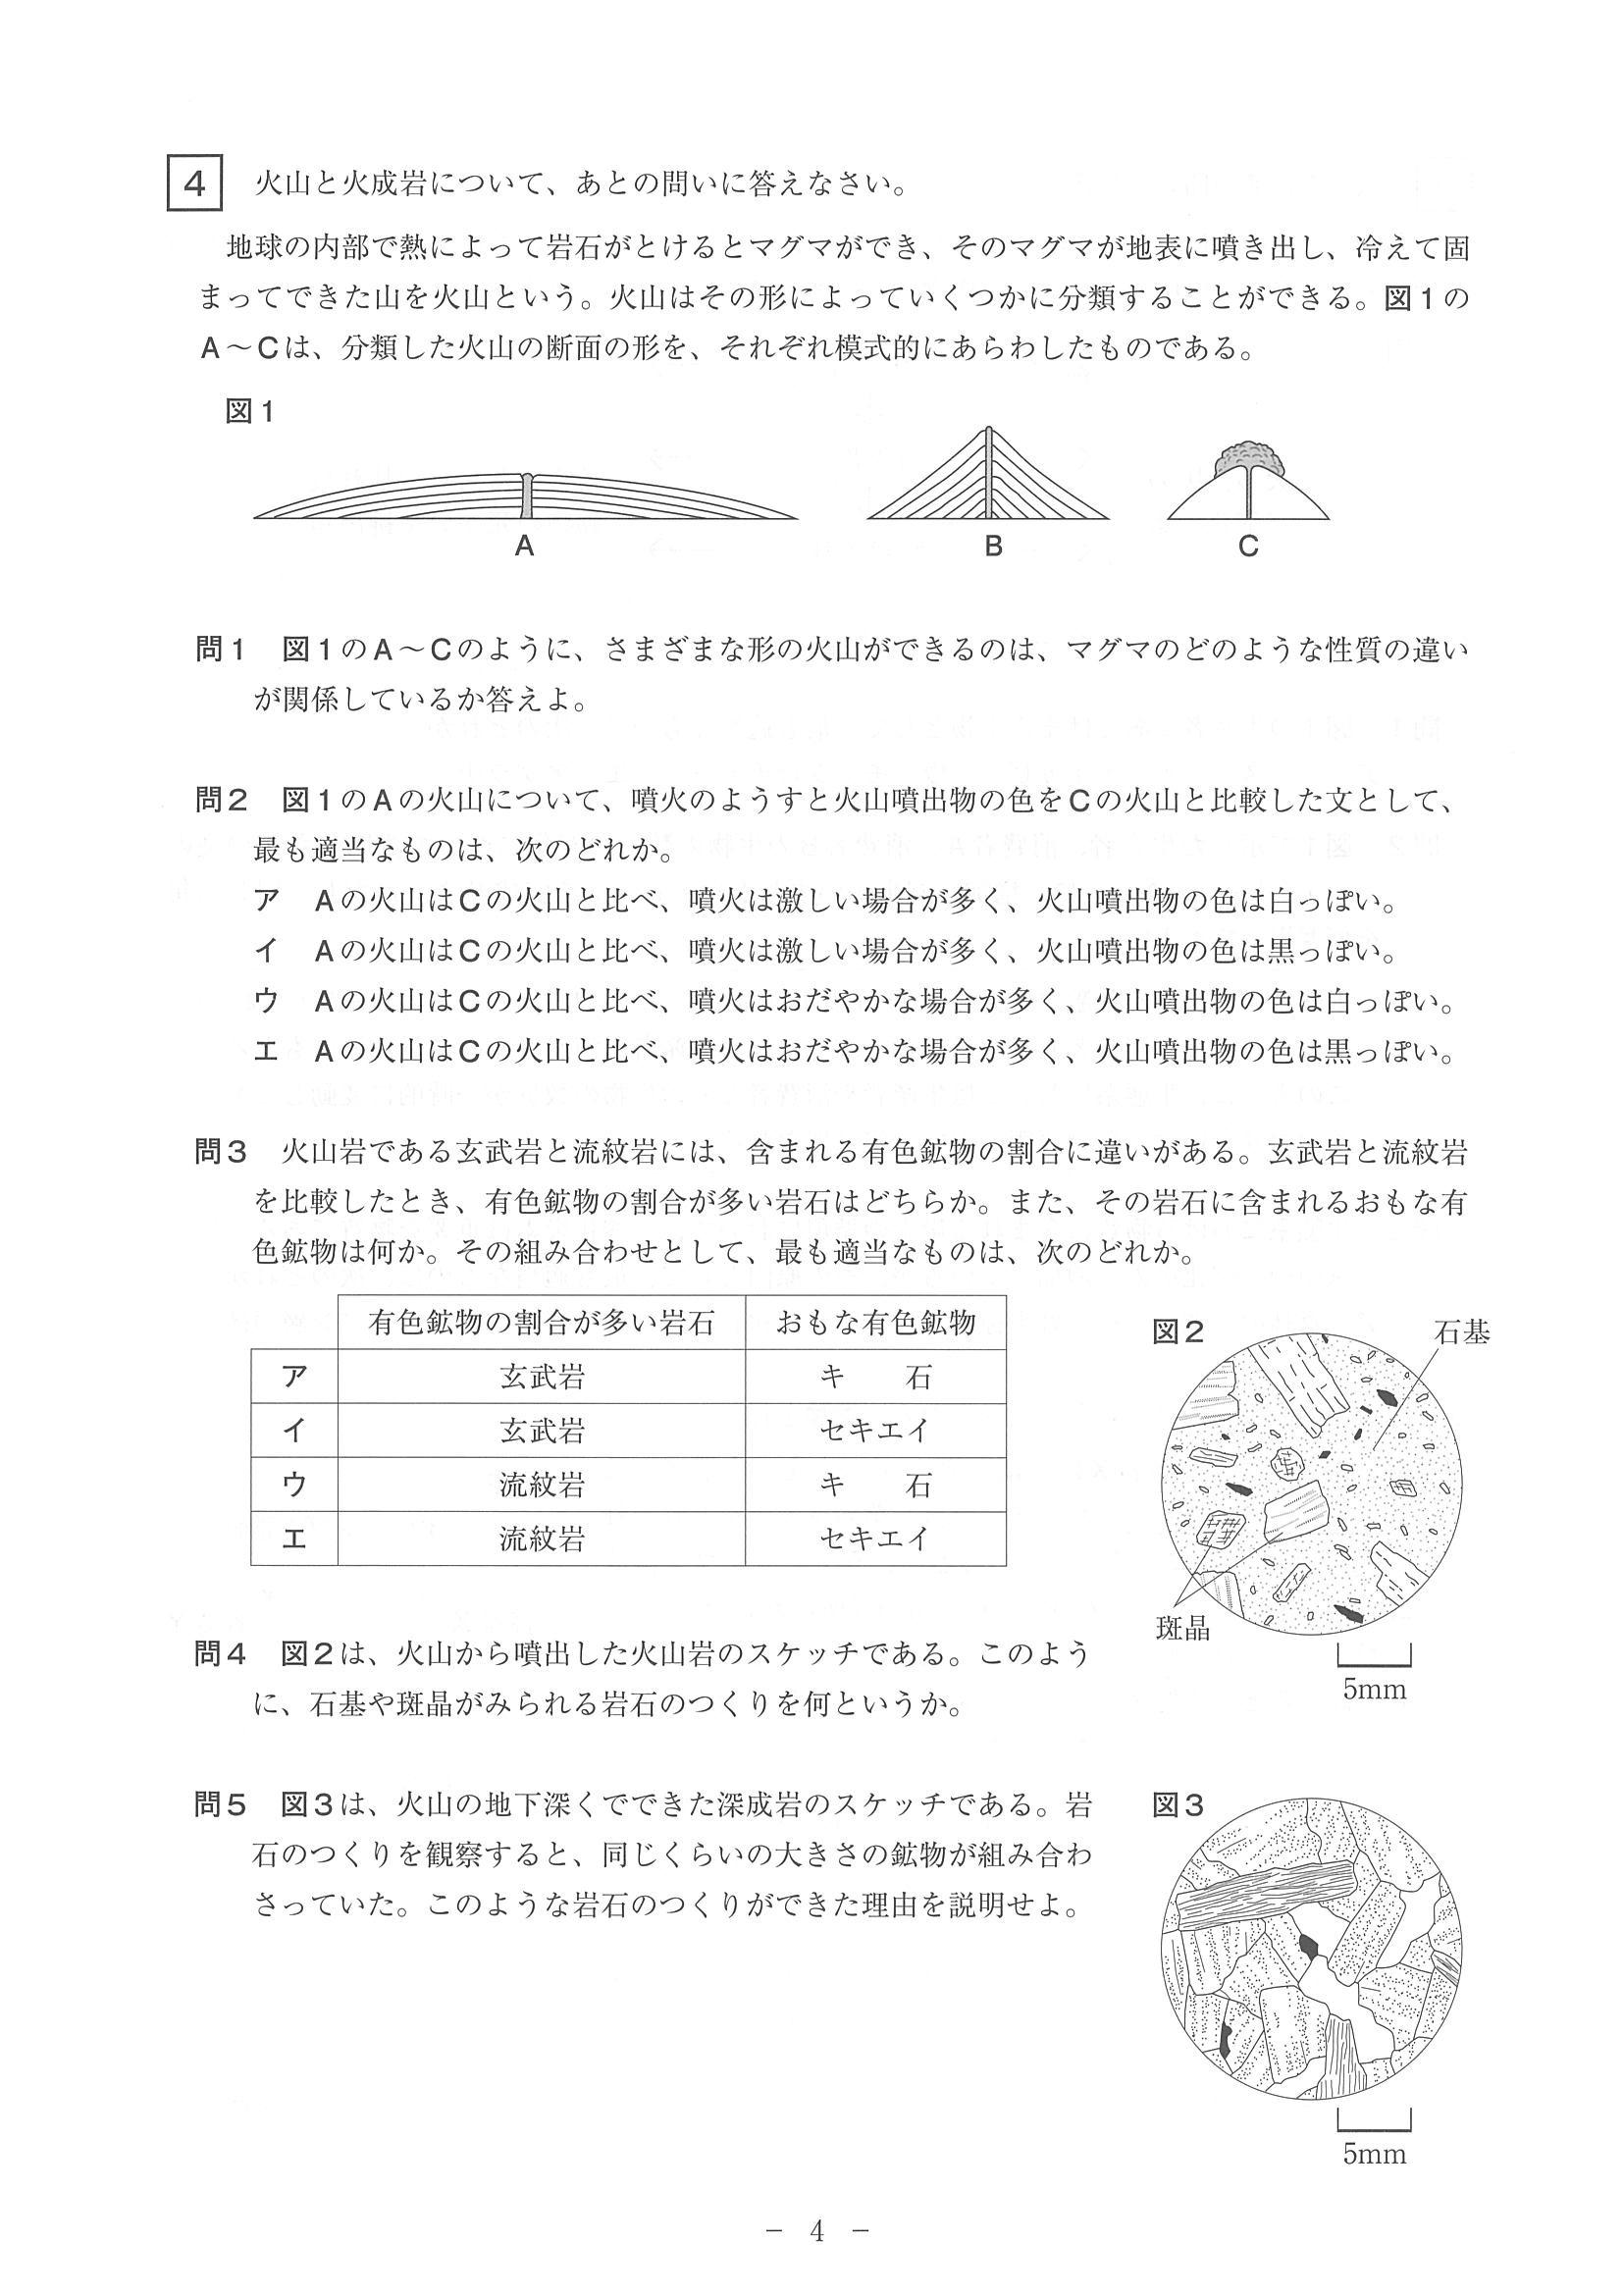 4 火山と火成岩について、あとの問いに答えなさい。
地球の内部で熱によって岩石がとけるとマグマができ、そのマグマが地表に噴き出し、冷えて固
まってできた山を火山という。火山はその形によっていくつかに分類することができる。図1の
A～Cは、分類した火山の断面の形を、それぞれ模式的にあらわしたものである。
図1
A
B
C
問1 図1のA～Cのように、さまざまな形の火山ができるのは、マグマのどのような性質の違い
が関係しているか答えよ。
問2 図1のAの火山について、噴火のようすと火山噴出物の色をCの火山と比較した文として、
最も適当なものは、次のどれか。
ア Aの火山はCの火山と比べ、噴火は激しい場合が多く、火山噴出物の色は白っぽい。
イ Aの火山はCの火山と比べ、噴火は激しい場合が多く、火山噴出物の色は黒っぽい。
ウ Aの火山はCの火山と比べ、噴火はおだやかな場合が多く、火山噴出物の色は白っぽい。
エ Aの火山はCの火山と比べ、噴火はおだやかな場合が多く、火山噴出物の色は黒っぽい。
問3 火山岩である玄武岩と流紋岩には、含まれる有色鉱物の割合に違いがある。玄武岩と流紋岩
を比較したとき、有色鉱物の割合が多い岩石はどちらか。また、その岩石に含まれるおもな有
色鉱物は何か。その組み合わせとして、最も適当なものは、次のどれか。
有色鉱物の割合が多い岩石 おもな有色鉱物
ア 玄武岩 キ 石
イ 玄武岩 セキエイ
ウ 流紋岩 キ 石
エ 流紋岩 セキエイ
図2
石基
斑晶
5mm
問4 図2は、火山から噴出した火山岩のスケッチである。このよう
に、石基や斑晶がみられる岩石のつくりを何というか。
問5 図3は、火山の地下深くでできた深成岩のスケッチである。岩
石のつくりを観察すると、同じくらいの大きさの鉱物が組み合わ
さっていた。このような岩石のつくりができた理由を説明せよ。
図3
5mm
－ 4 －